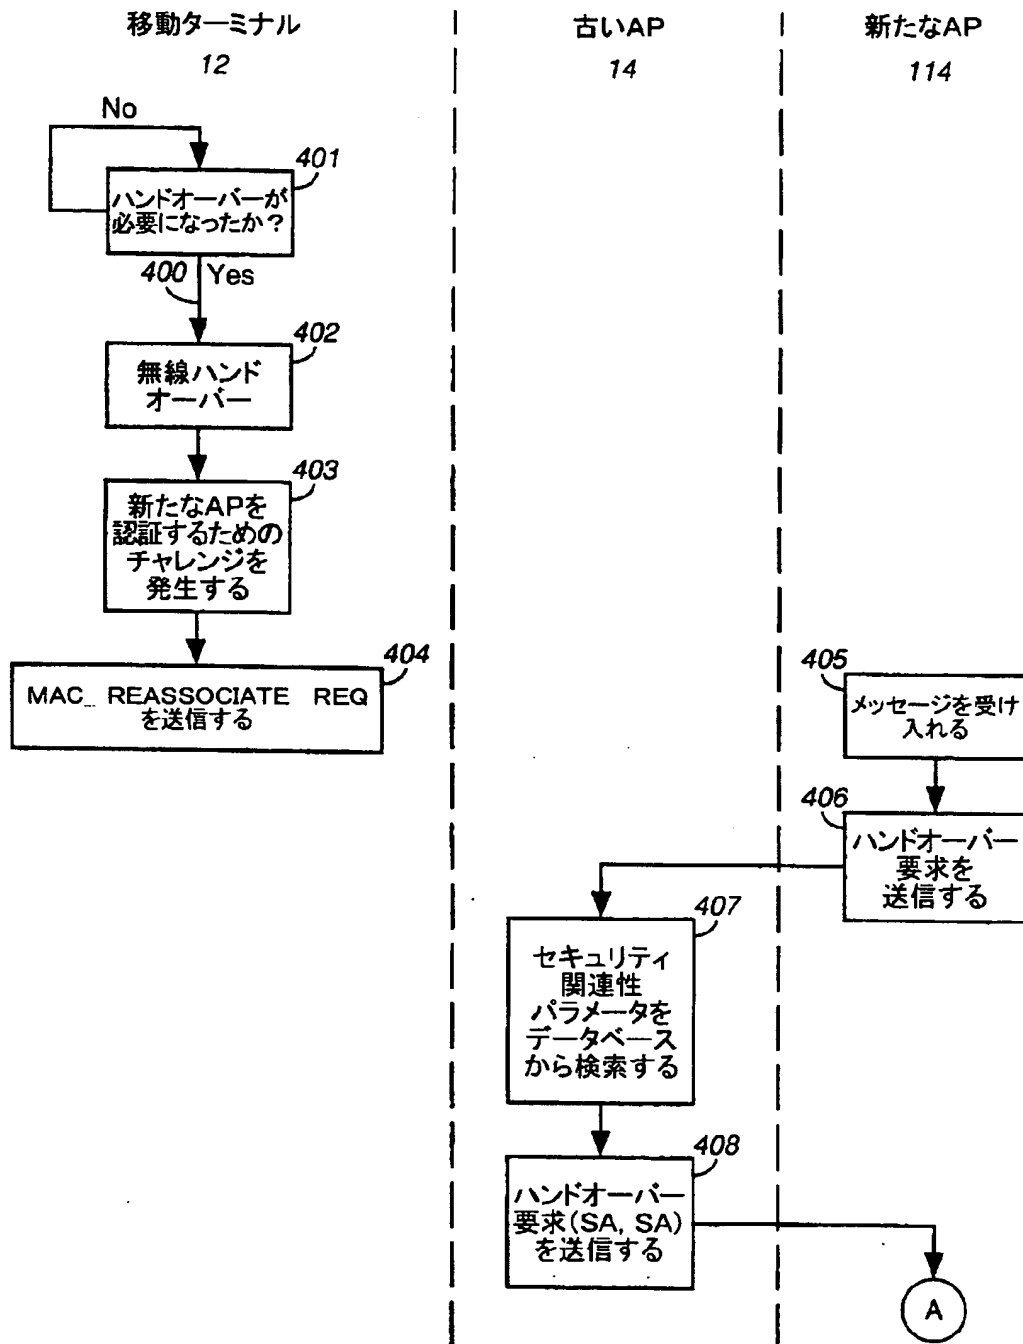 移動ターミナル
12
古いAP
14
新たなAP
114
No
401
ハンドオーバーが
必要になったか？
400
Yes
402
無線ハンド
オーバー
403
新たなAPを
認証するための
チャレンジを
発生する
404
MAC_ REASSOCIATE REQ
を送信する
405
メッセージを受け
入れる
406
ハンドオーバー
要求を
送信する
407
セキュリティ
関連性
パラメータを
データベース
から検索する
408
ハンドオーバー
要求(SA, SA)
を送信する
A